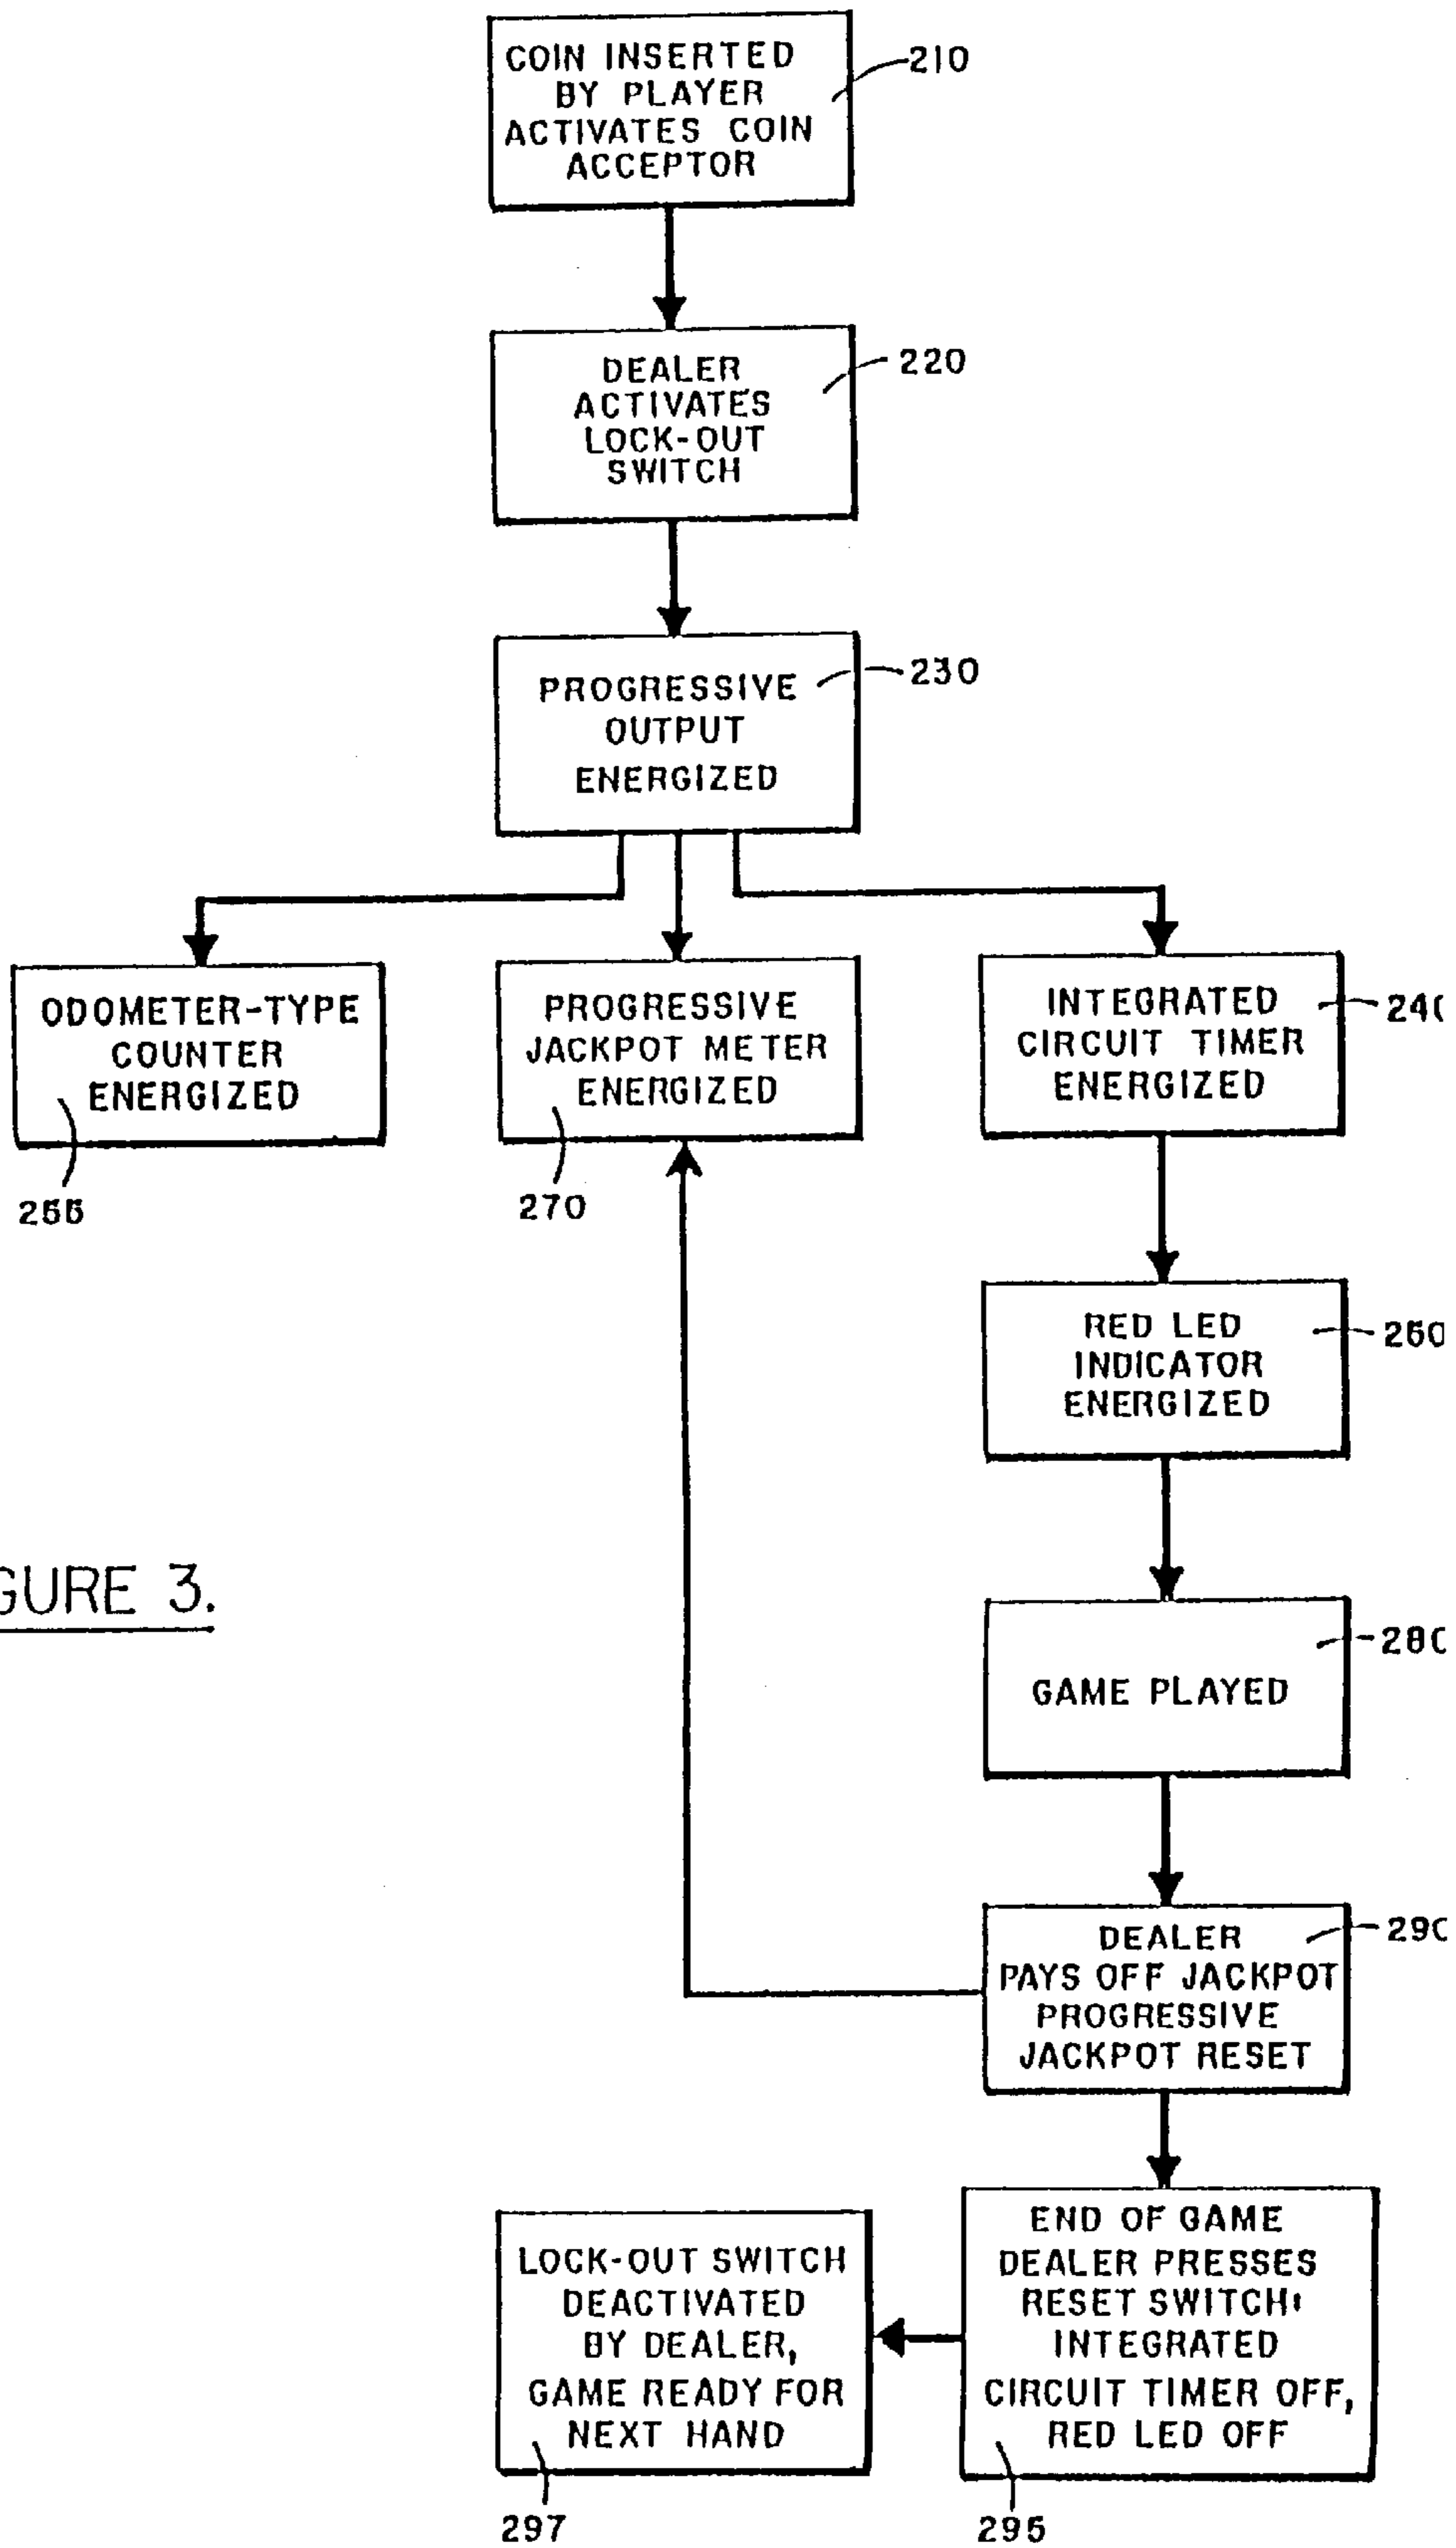 COIN INSERTED
BY PLAYER
ACTIVATES COIN
ACCEPTOR
210
DEALER
ACTIVATES
LOCK-OUT
SWITCH
220
PROGRESSIVE
OUTPUT
ENERGIZED
230
ODOMETER-TYPE
COUNTER
ENERGIZED
PROGRESSIVE
JACKPOT METER
ENERGIZED
270
INTEGRATED
CIRCUIT TIMER
ENERGIZED
RED LED
INDICATOR
ENERGIZED
GURE 3.
GAME PLAYED
DEALER
PAYS OFF JACKPOT
PROGRESSIVE
JACKPOT RESET
LOCK-OUT SWITCH
DEACTIVATED
BY DEALER,
GAME READY FOR
NEXT HAND
297
END OF GAME
DEALER PRESSES
RESET SWITCH:
INTEGRATED
CIRCUIT TIMER OFF,
RED LED OFF
295